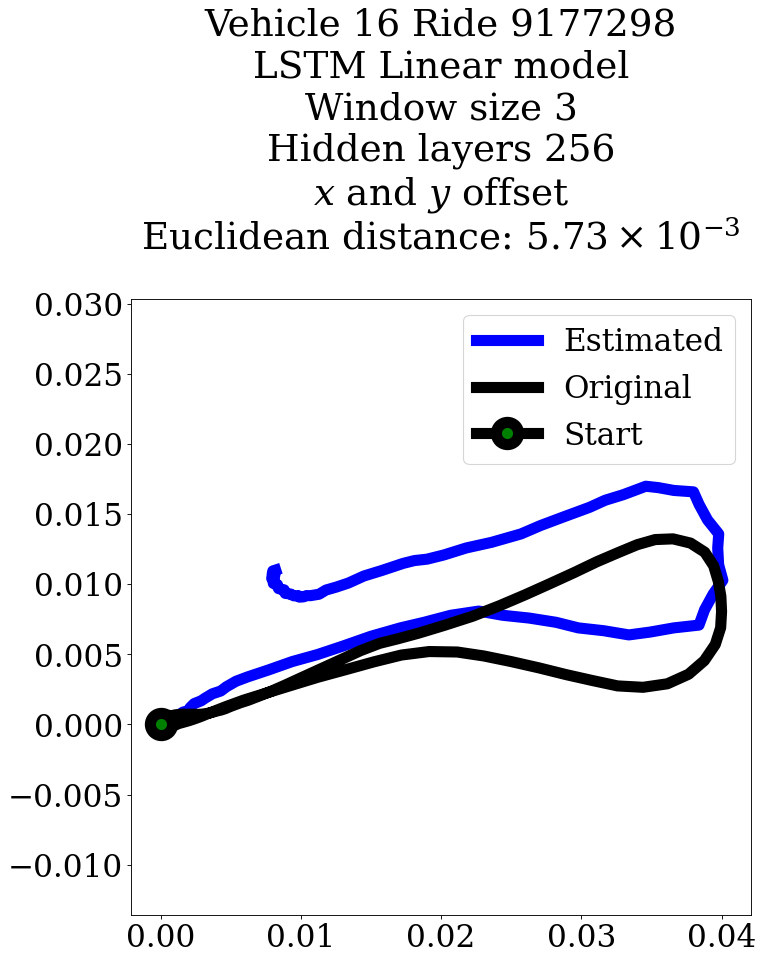 Vehicle 16 Ride 9177298
LSTM Linear model
Window size 3
Hidden layers 256
x and y offset
Euclidean distance: 5.73 × 10⁻³
0.030
0.025
0.020
0.015
0.010
0.005
0.000
−0.005
−0.010
Estimated
Original
Start
0.00 0.01 0.02 0.03 0.04